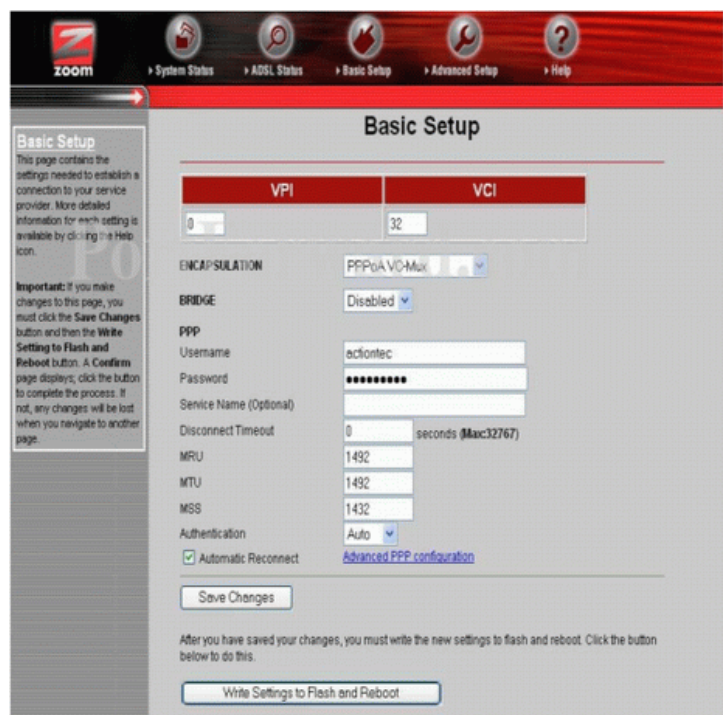 zoom
System Status
ADSL Status
Basic Setup
Advanced Setup
Help
Basic Setup
This page contains the
settings needed to establish a
connection to your service
provider. More detailed
information for each setting is
available by clicking the Help
icon.
Important: If you make
changes to this page, you
must click the Save Changes
button and then the Write
Setting to Flash and
Reboot button. A Confirm
page displays; click the button
to complete the process. If
not, any changes will be lost
when you navigate to another
page.
Basic Setup
VPI VCI
0 32
ENCAPSULATION PPPoA VC-Mux
BRIDGE Disabled
PPP
Username actiontec
Password •••••••••
Service Name (Optional)
Disconnect Timeout 0 seconds (Max:32767)
MRU 1492
MTU 1492
MSS 1432
Authentication Auto
Automatic Reconnect Advanced PPP configuration
Save Changes
After you have saved your changes, you must write the new settings to flash and reboot. Click the button
below to do this.
Write Settings to Flash and Reboot